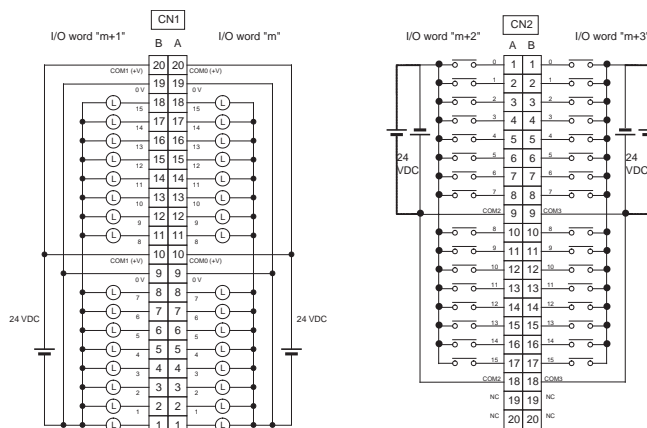 CN1
I/O word "m+1"
I/O word "m"
B A
COM1 (+V) 20 20 COM0 (+V)
0 V 19 19 0 V
L 15 18 18 15 L
L 14 17 17 14 L
L 13 16 16 13 L
L 12 15 15 12 L
L 11 14 14 11 L
L 10 13 13 10 L
L 9 12 12 9 L
L 8 11 11 8 L
COM1 (+V) 10 10 COM0 (+V)
0 V 9 9 0 V
L 7 8 8 7 L
L 6 7 7 6 L
L 5 6 6 5 L
L 4 5 5 4 L
L 3 4 4 3 L
L 2 3 3 2 L
L 1 2 2 1 L
L 1 1 L
24 VDC
24 VDC
CN2
I/O word "m+2"
I/O word "m+3"
A B
0 1 1 0
1 2 2 1
2 3 3 2
3 4 4 3
4 5 5 4
5 6 6 5
6 7 7 6
7 8 8 7
COM2 9 9 COM3
8 10 10 8
9 11 11 9
10 12 12 10
11 13 13 11
12 14 14 12
13 15 15 13
14 16 16 14
15 17 17 15
COM2 18 18 COM3
NC 19 19 NC
NC 20 20 NC
24
VDC
24
VDC